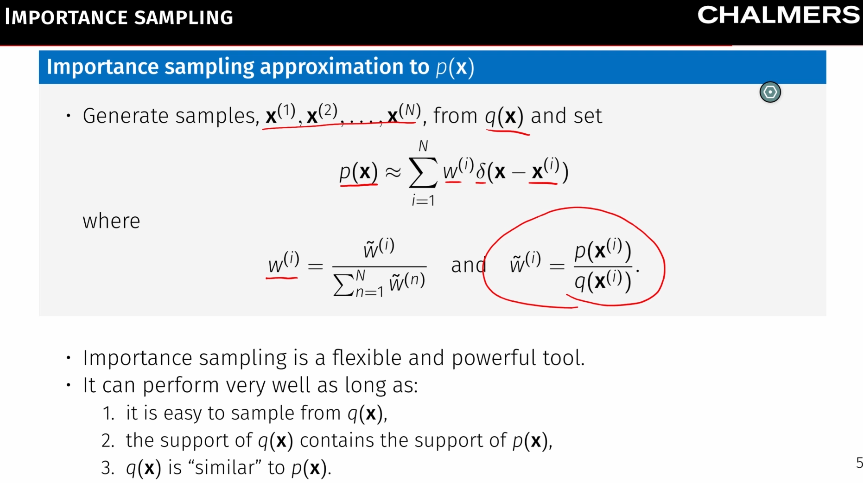 IMPORTANCE SAMPLING
CHALMERS
Importance sampling approximation to p(x)
• Generate samples, x⁽¹⁾, x⁽²⁾, . . . , x⁽ᴺ⁾, from q(x) and set
p(x) ≈ ∑ᵢ₌₁ᴺ w⁽ⁱ⁾δ(x − x⁽ⁱ⁾)
where
w⁽ⁱ⁾ = w̃⁽ⁱ⁾ / ∑ₙ₌₁ᴺ w̃⁽ⁿ⁾ and w̃⁽ⁱ⁾ = p(x⁽ⁱ⁾) / q(x⁽ⁱ⁾).
• Importance sampling is a flexible and powerful tool.
• It can perform very well as long as:
1. it is easy to sample from q(x),
2. the support of q(x) contains the support of p(x),
3. q(x) is “similar” to p(x).
5